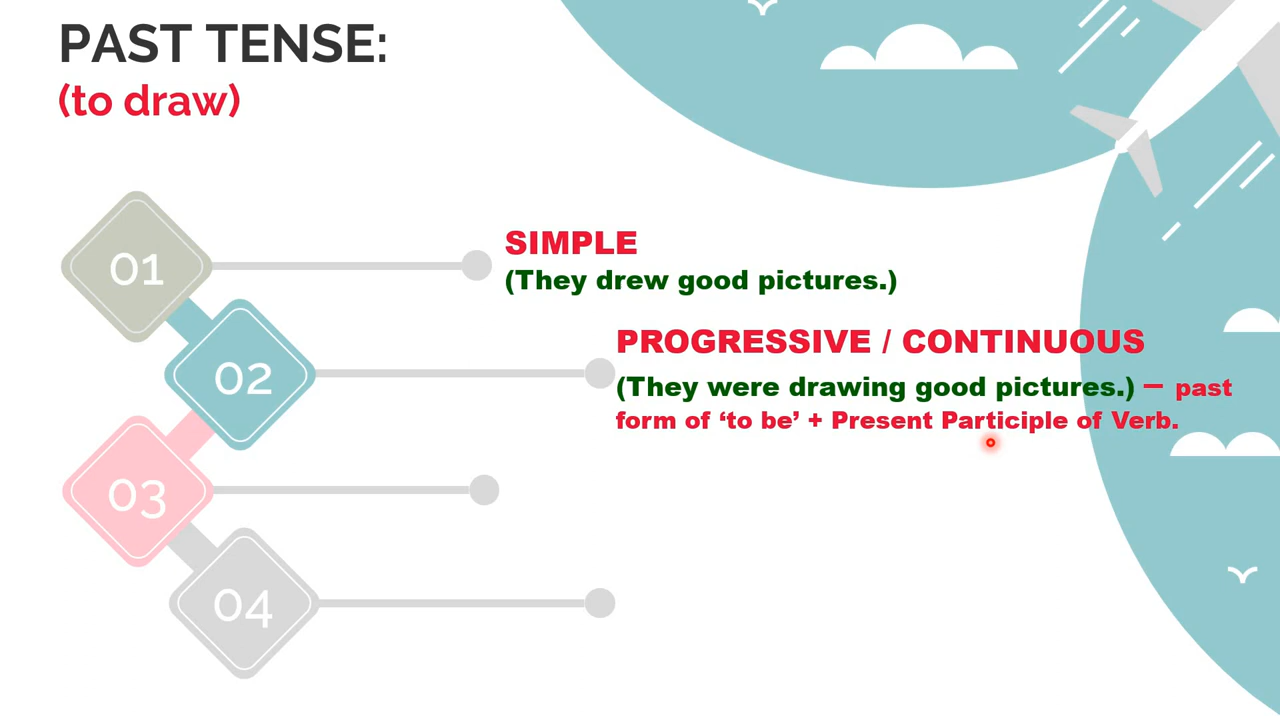 PAST TENSE:
(to draw)
01
SIMPLE
(They drew good pictures.)
02
PROGRESSIVE / CONTINUOUS
(They were drawing good pictures.) – past
form of ‘to be’ + Present Participle of Verb.
03
04